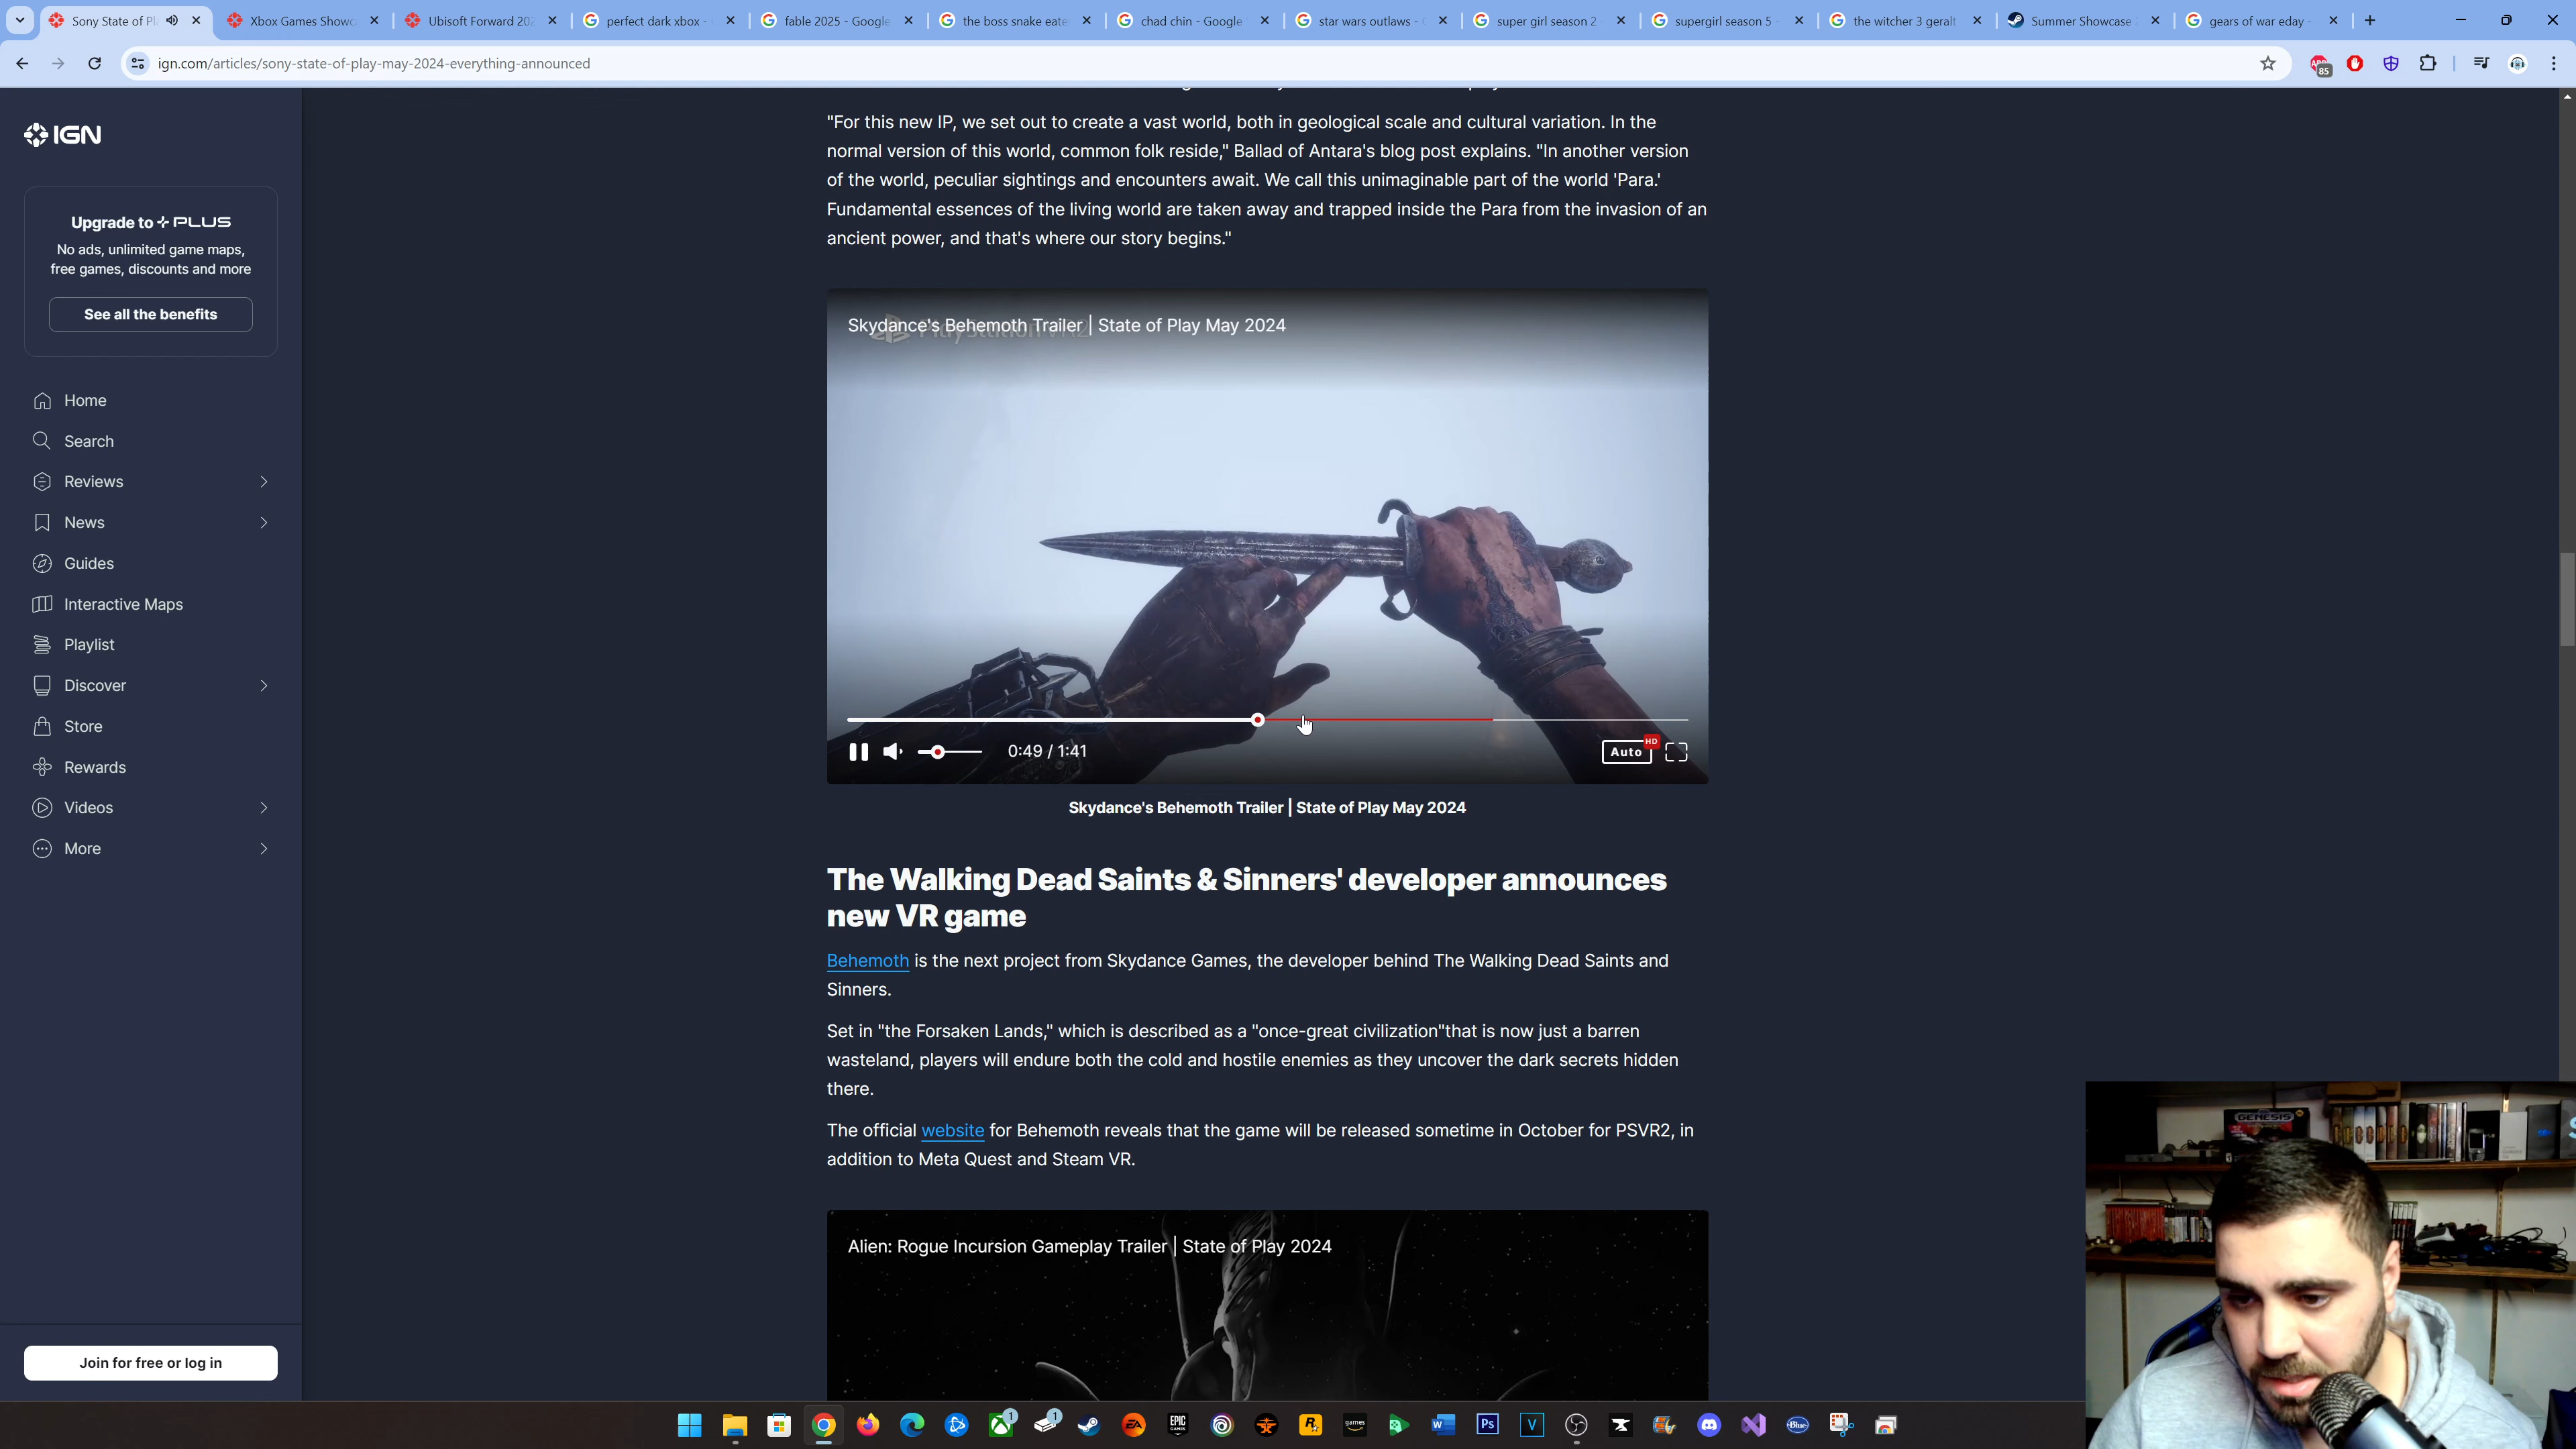 Sony State of Pl
Xbox Games Showc
Ubisoft Forward 202
perfect dark xbox -
fable 2025 - Google
the boss snake eate
chad chin - Google
star wars outlaws -
super girl season 2
supergirl season 5 -
the witcher 3 geralt
Summer Showcase
gears of war eday -
ign.com/articles/sony-state-of-play-may-2024-everything-announced
85
IGN
Upgrade to PLUS
No ads, unlimited game maps,
free games, discounts and more
See all the benefits
Home
Search
Reviews
News
Guides
Interactive Maps
Playlist
Discover
Store
Rewards
Videos
More
Join for free or log in
"For this new IP, we set out to create a vast world, both in geological scale and cultural variation. In the
normal version of this world, common folk reside," Ballad of Antara's blog post explains. "In another version
of the world, peculiar sightings and encounters await. We call this unimaginable part of the world 'Para.'
Fundamental essences of the living world are taken away and trapped inside the Para from the invasion of an
ancient power, and that's where our story begins."
Skydance's Behemoth Trailer | State of Play May 2024
0:49 / 1:41
Auto
HD
Skydance's Behemoth Trailer | State of Play May 2024
The Walking Dead Saints & Sinners' developer announces
new VR game
Behemoth is the next project from Skydance Games, the developer behind The Walking Dead Saints and
Sinners.
Set in "the Forsaken Lands," which is described as a "once-great civilization"that is now just a barren
wasteland, players will endure both the cold and hostile enemies as they uncover the dark secrets hidden
there.
The official website for Behemoth reveals that the game will be released sometime in October for PSVR2, in
addition to Meta Quest and Steam VR.
Alien: Rogue Incursion Gameplay Trailer | State of Play 2024
GENESIS
1
1
EA
EPIC
GAMES
R
games
W
Ps
V
Blue